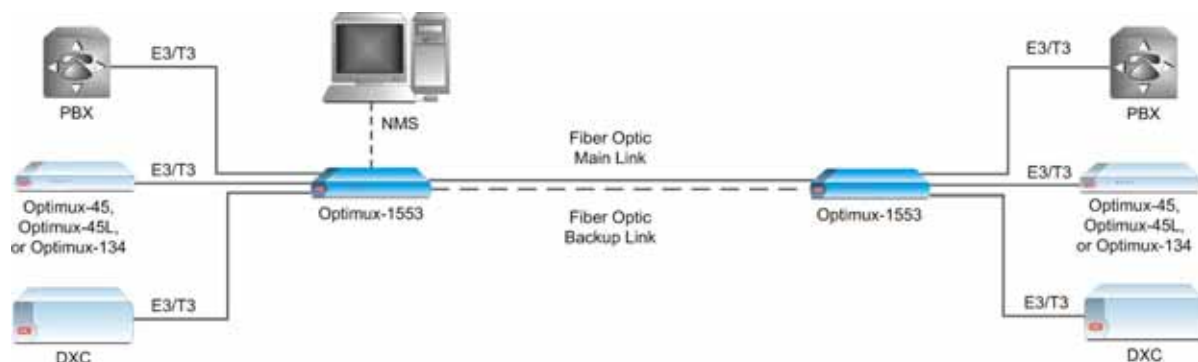 E3/T3
PBX
NMS
E3/T3
PBX
Fiber Optic
Main Link
E3/T3
Optimux-45,
Optimux-45L,
or Optimux-134
Optimux-1553
Fiber Optic
Backup Link
Optimux-1553
E3/T3
Optimux-45,
Optimux-45L,
or Optimux-134
E3/T3
DXC
E3/T3
DXC